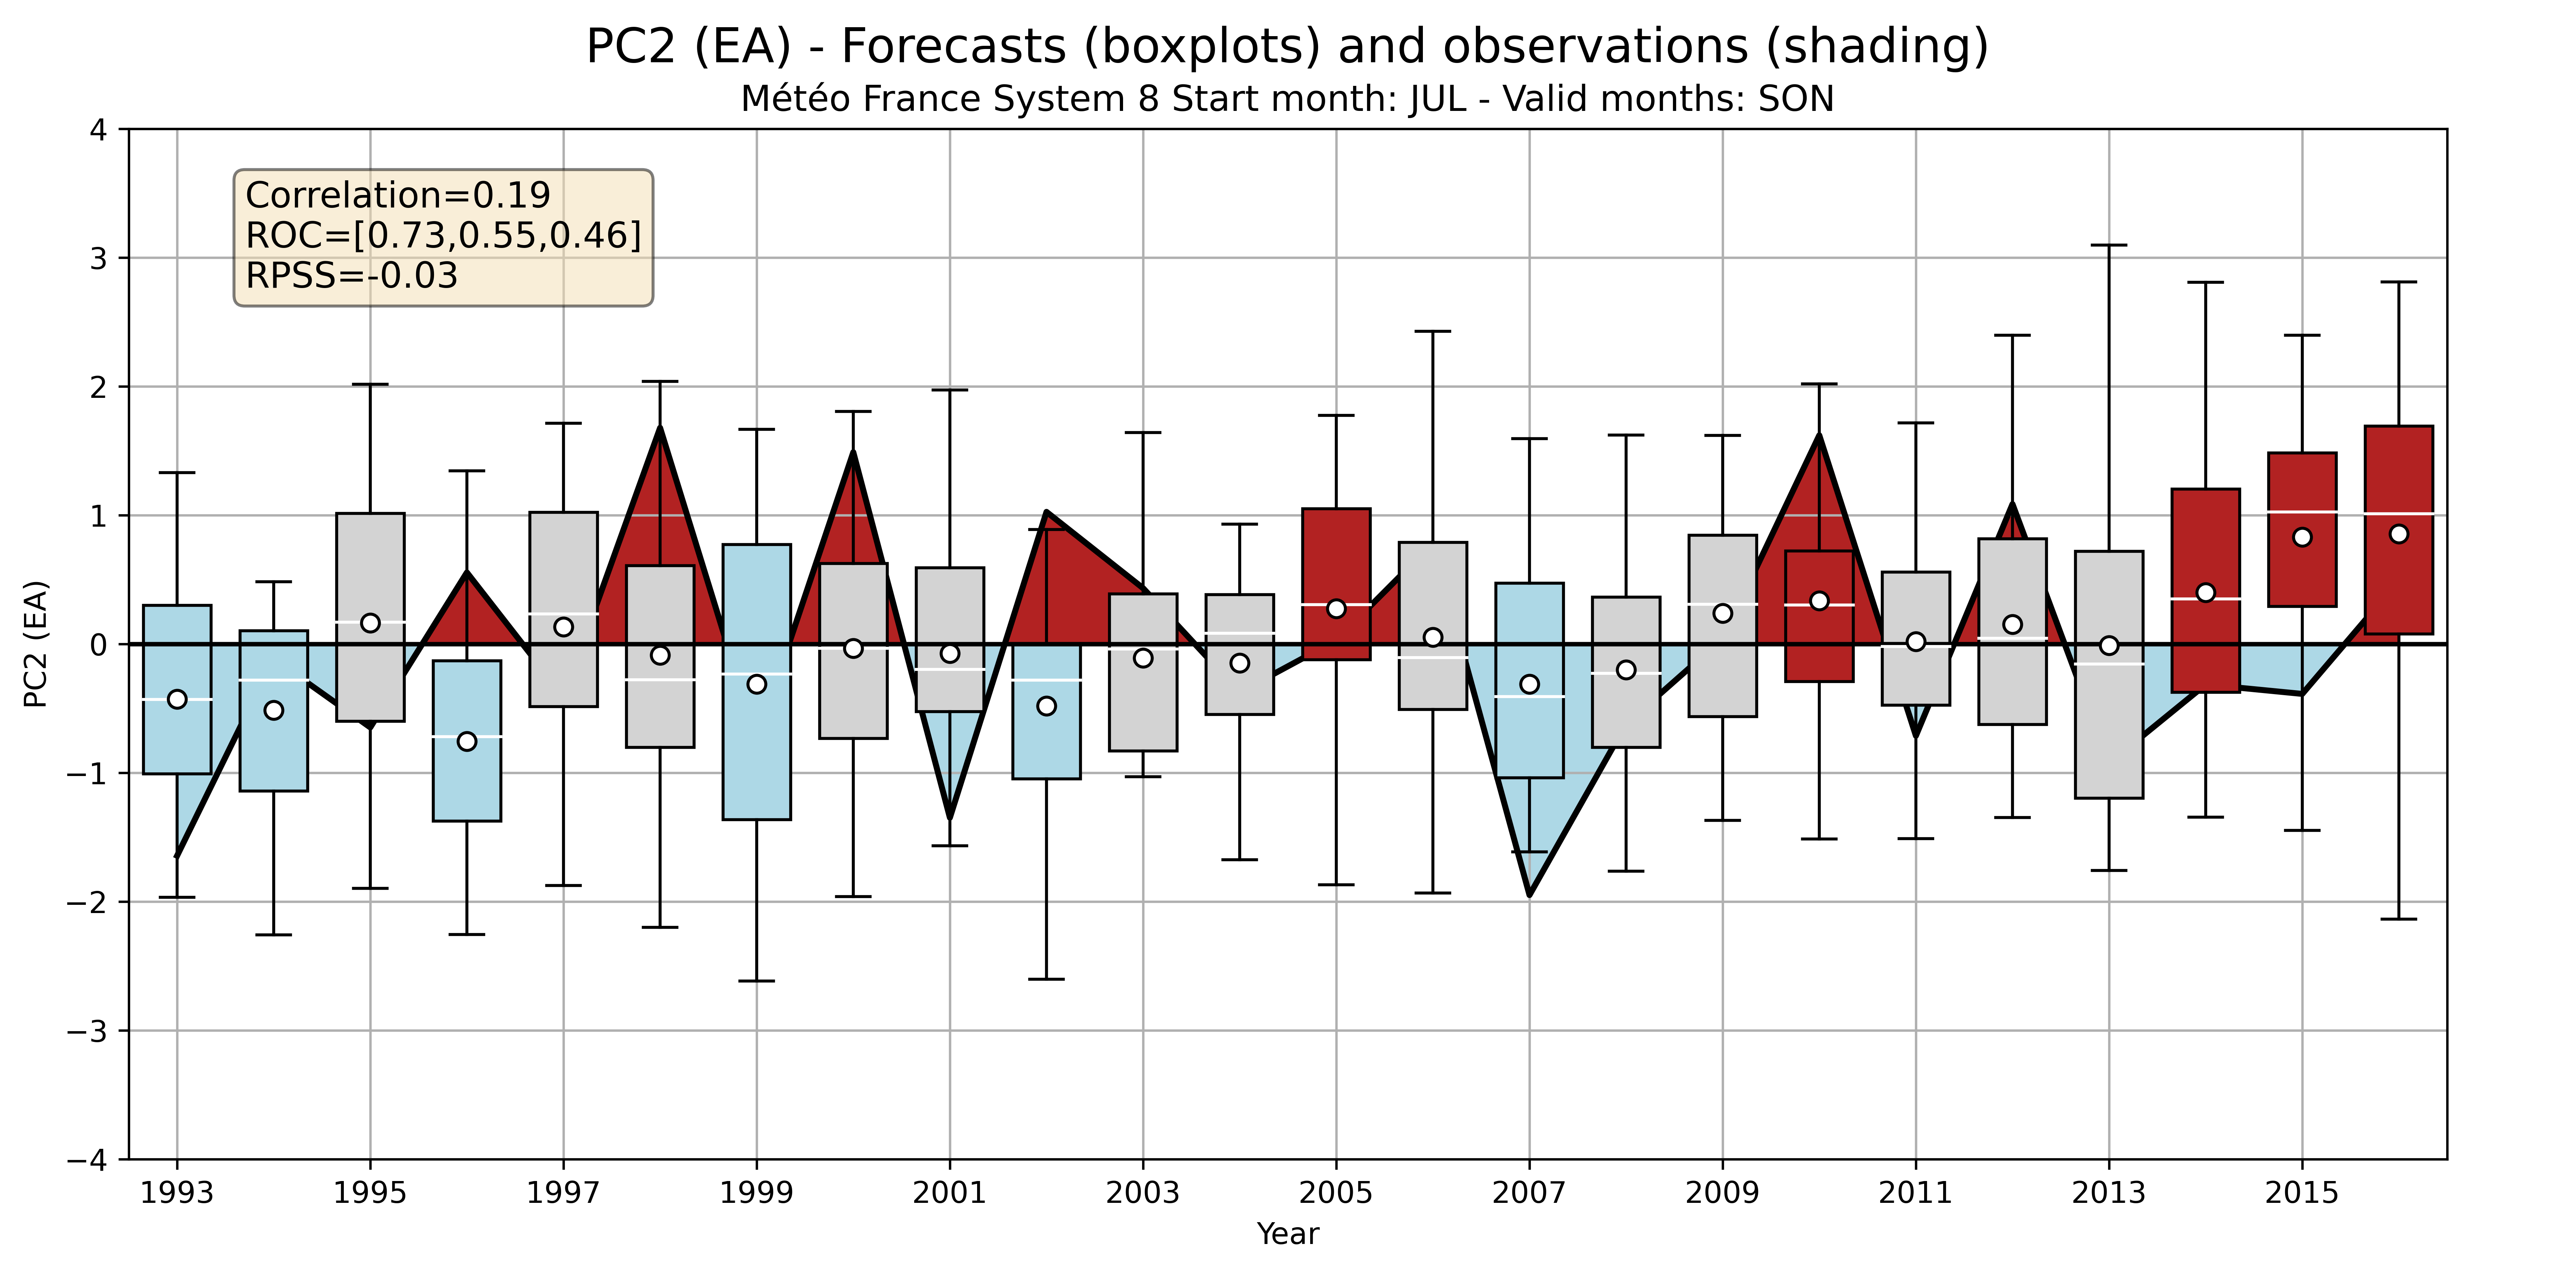 PC2 (EA) - Forecasts (boxplots) and observations (shading)
Météo France System 8 Start month: JUL - Valid months: SON
Correlation=0.19
ROC=[0.73,0.55,0.46]
RPSS=-0.03
PC2 (EA)
4
3
2
1
0
−1
−2
−3
−4
1993 1995 1997 1999 2001 2003 2005 2007 2009 2011 2013 2015
Year